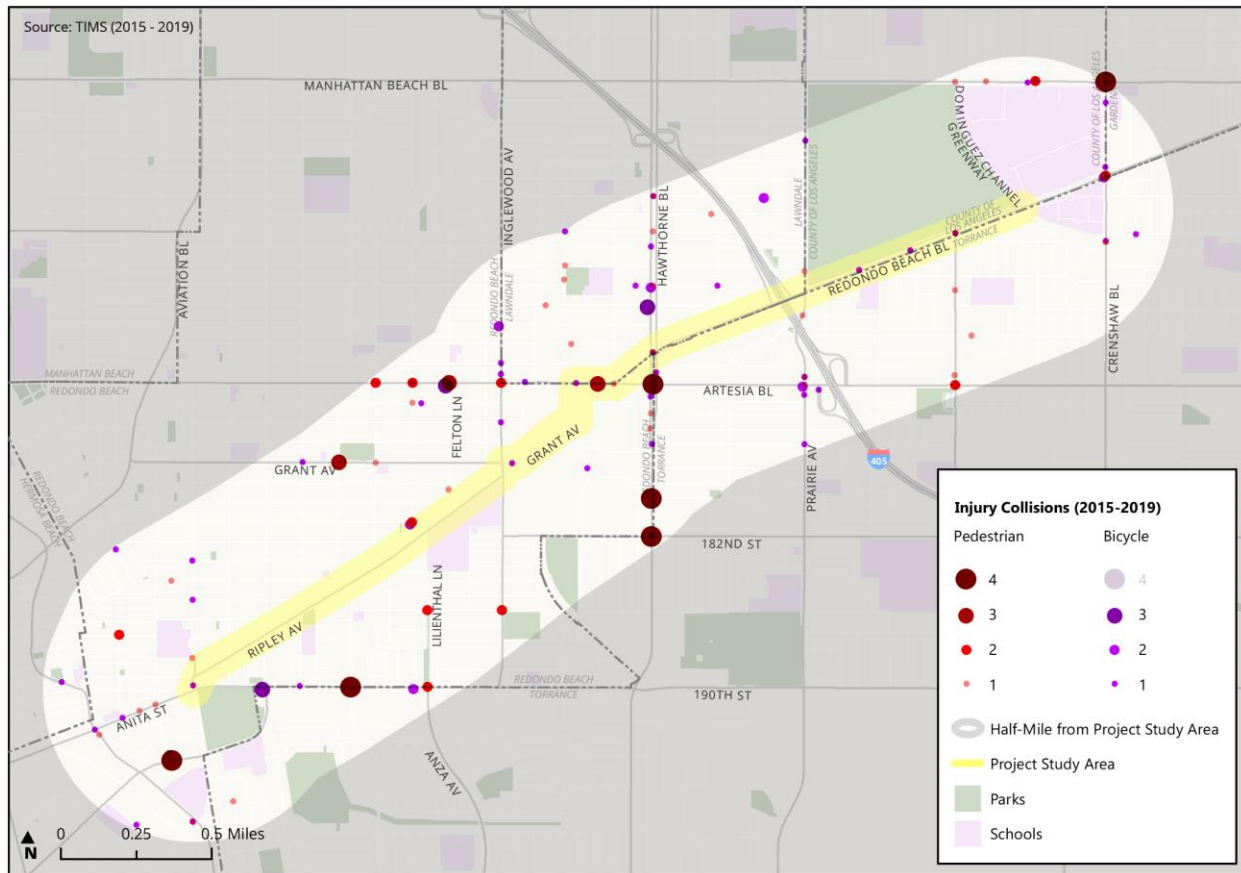 Source: TIMS (2015 - 2019)
MANHATTAN BEACH BL
DOMINGUEZ CHANNEL
GREENWAY
COUNTY OF LOS ANGELES
INGLEWOOD AV
HAWTHORNE BL
LAWNDALE
COUNTY OF LOS ANGELES
AVIATION BL
COUNTY OF
LOS ANGELES
TORRANCE
REDONDO BEACH BL
REDONDO BEACH
LAWNDALE
CRENSHAW BL
MANHATTAN BEACH
REDONDO BEACH
ARTESIA BL
FELTON LN
GRANT AV
GRANT AV
REDONDO BEACH
TORRANCE
PRAIRIE AV
405
REDONDO BEACH
HERMOSA BEACH
182ND ST
LILIENTHAL LN
RIPLEY AV
REDONDO BEACH
TORRANCE
190TH ST
ANITA ST
ANZA AV
0 0.25 0.5 Miles
N
Injury Collisions (2015-2019)
Pedestrian Bicycle
4 4
3 3
2 2
1 1
Half-Mile from Project Study Area
Project Study Area
Parks
Schools